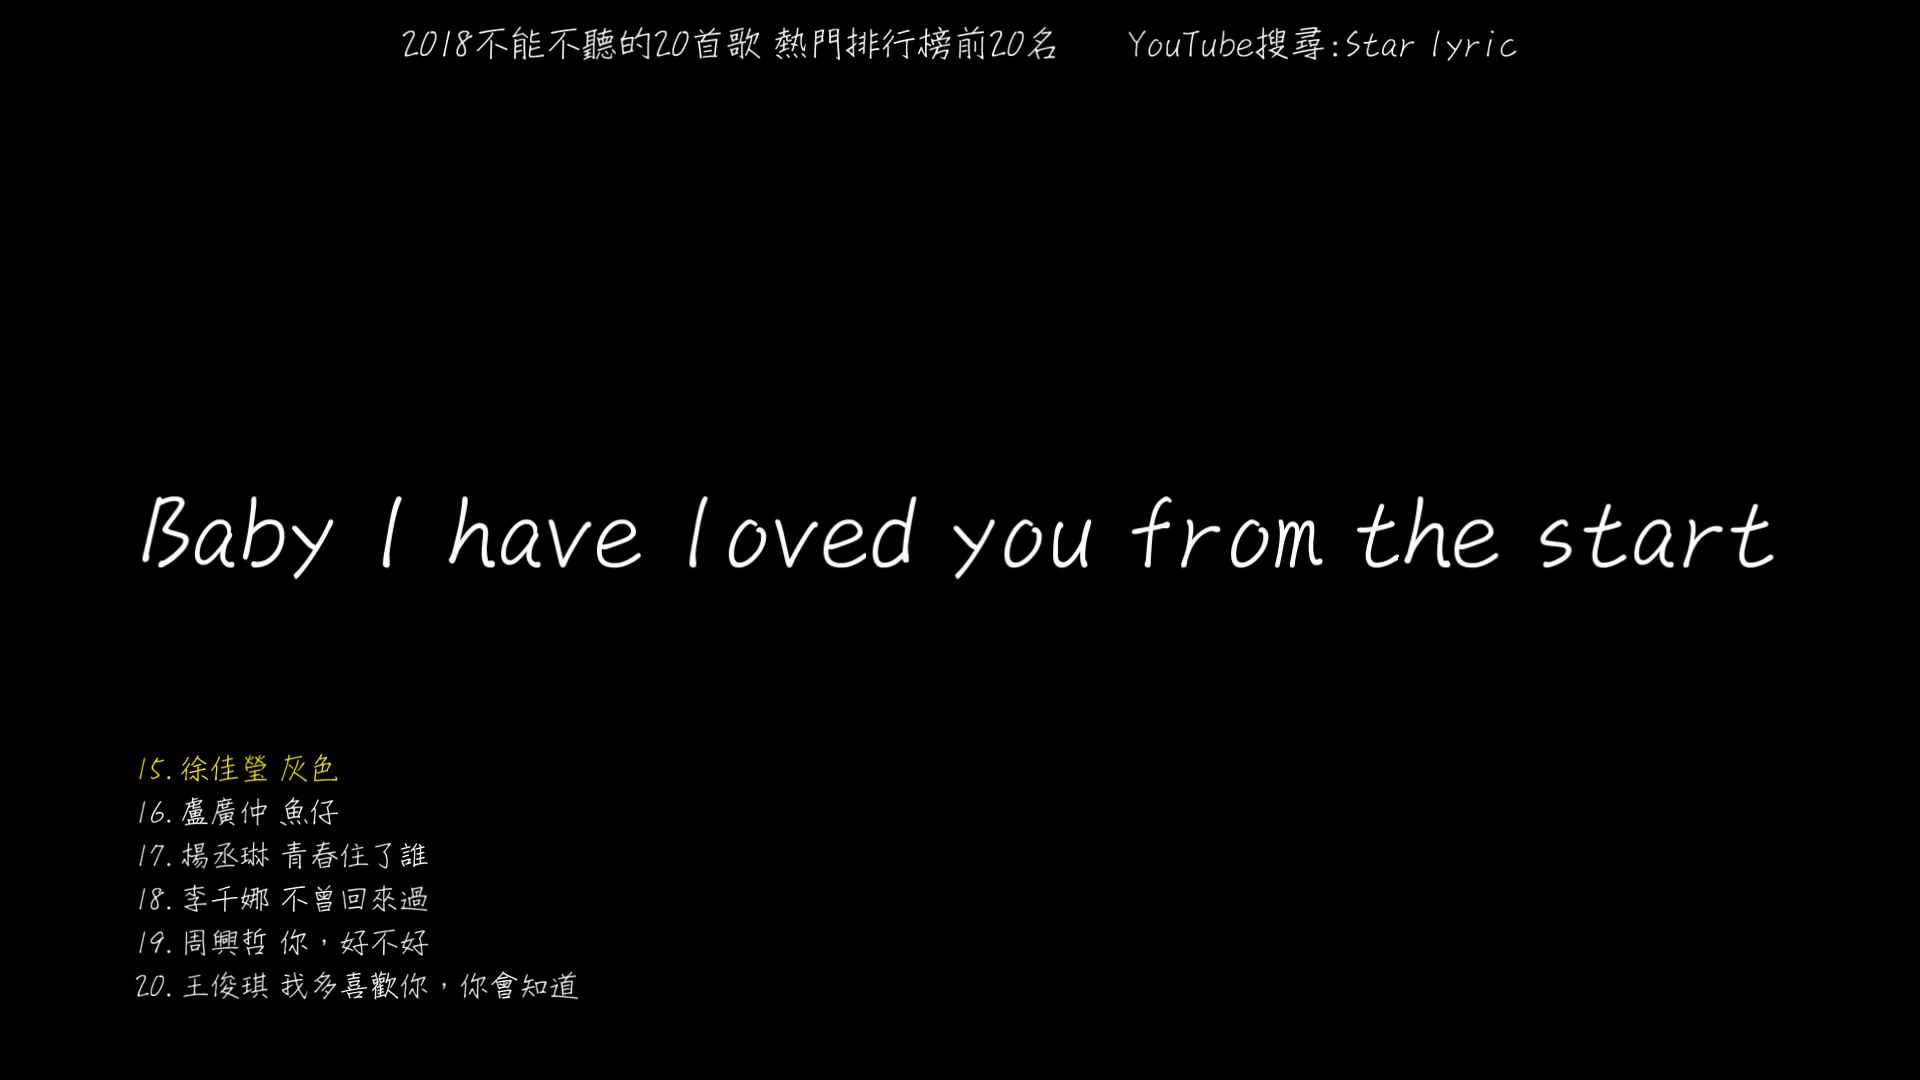 2018不能不聽的20首歌 熱門排行榜前20名 YouTube搜尋:Star lyric
Baby I have loved you from the start
15. 徐佳瑩 灰色
16. 盧廣仲 魚仔
17. 楊丞琳 青春住了誰
18. 李千娜 不曾回來過
19. 周興哲 你，好不好
20. 王俊琪 我多喜歡你，你會知道